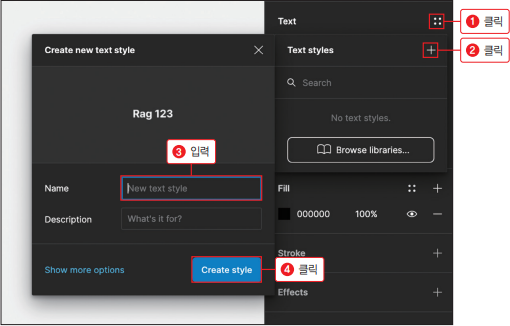 Text
1 클릭
Create new text style
Text styles
2 클릭
Search
Rag 123
No text styles.
3 입력
Browse libraries...
Name
New text style
Fill
Description
What's it for?
000000 100%
Show more options
Create style
4 클릭
Stroke
Effects